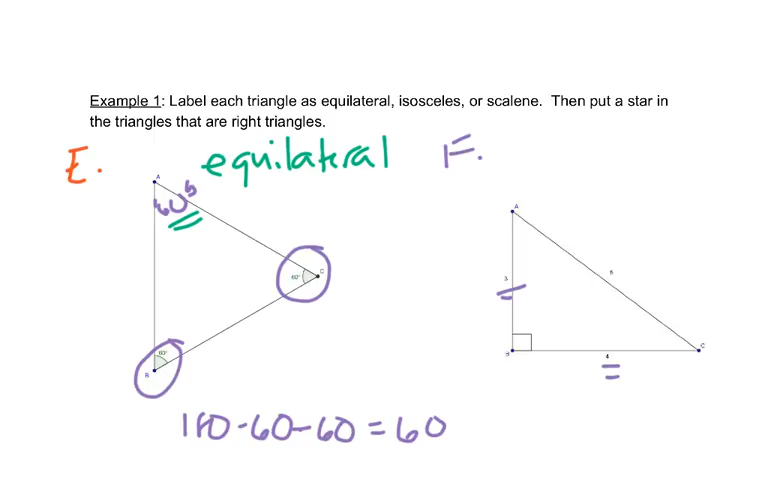 Example 1: Label each triangle as equilateral, isosceles, or scalene. Then put a star in
the triangles that are right triangles.
E. equilateral F.
A
60°
60° C
60°
B
180-60-60=60
A
3 5
B 4 C